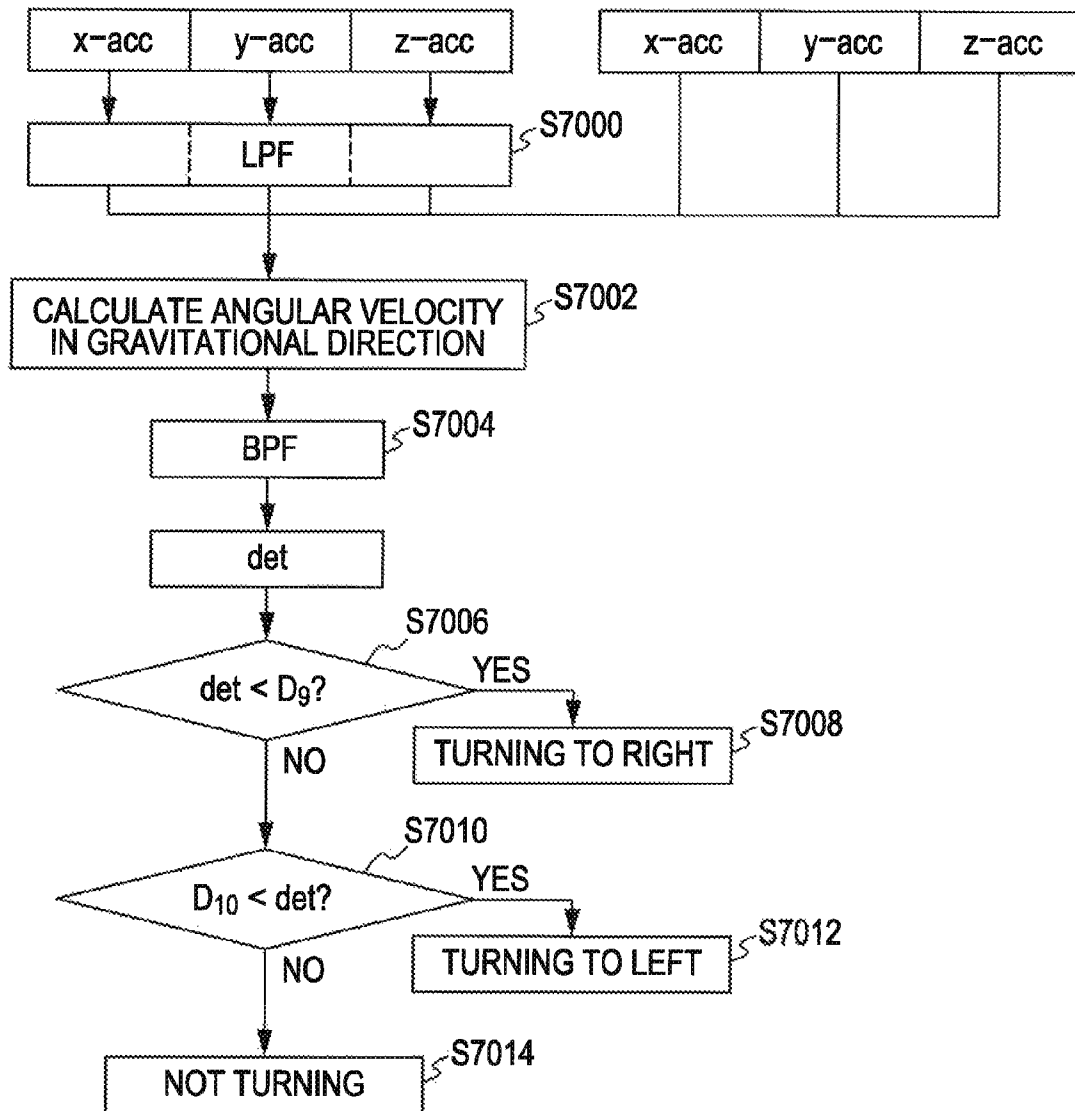 x-acc y-acc z-acc
x-acc y-acc z-acc
S7000
LPF
S7002
CALCULATE ANGULAR VELOCITY
IN GRAVITATIONAL DIRECTION
S7004
BPF
det
S7006
det < D9?
YES
S7008
TURNING TO RIGHT
NO
S7010
D10 < det?
YES
S7012
TURNING TO LEFT
NO
S7014
NOT TURNING